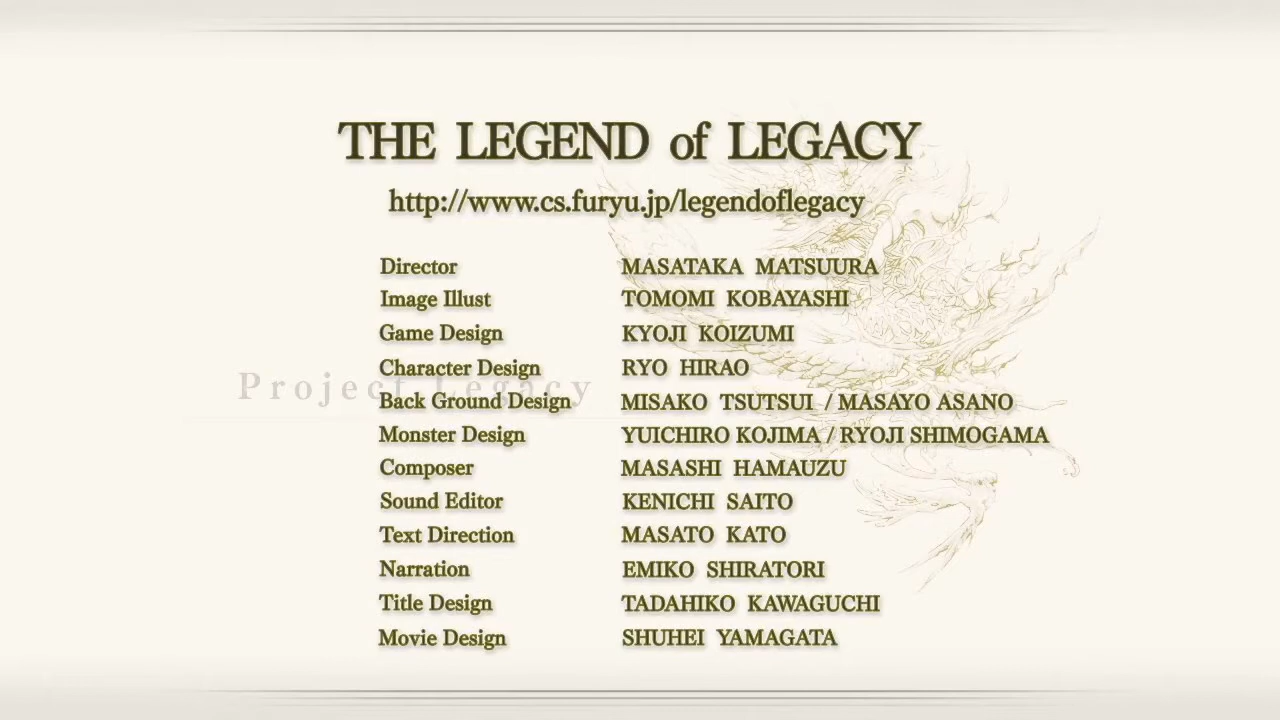 THE LEGEND of LEGACY
http://www.cs.furyu.jp/legendoflegacy
Director MASATAKA MATSUURA
Image Illust TOMOMI KOBAYASHI
Game Design KYOJI KOIZUMI
Character Design RYO HIRAO
Project Legacy
Back Ground Design MISAKO TSUTSUI / MASAYO ASANO
Monster Design YUICHIRO KOJIMA / RYOJI SHIMOGAMA
Composer MASASHI HAMAUZU
Sound Editor KENICHI SAITO
Text Direction MASATO KATO
Narration EMIKO SHIRATORI
Title Design TADAHIKO KAWAGUCHI
Movie Design SHUHEI YAMAGATA